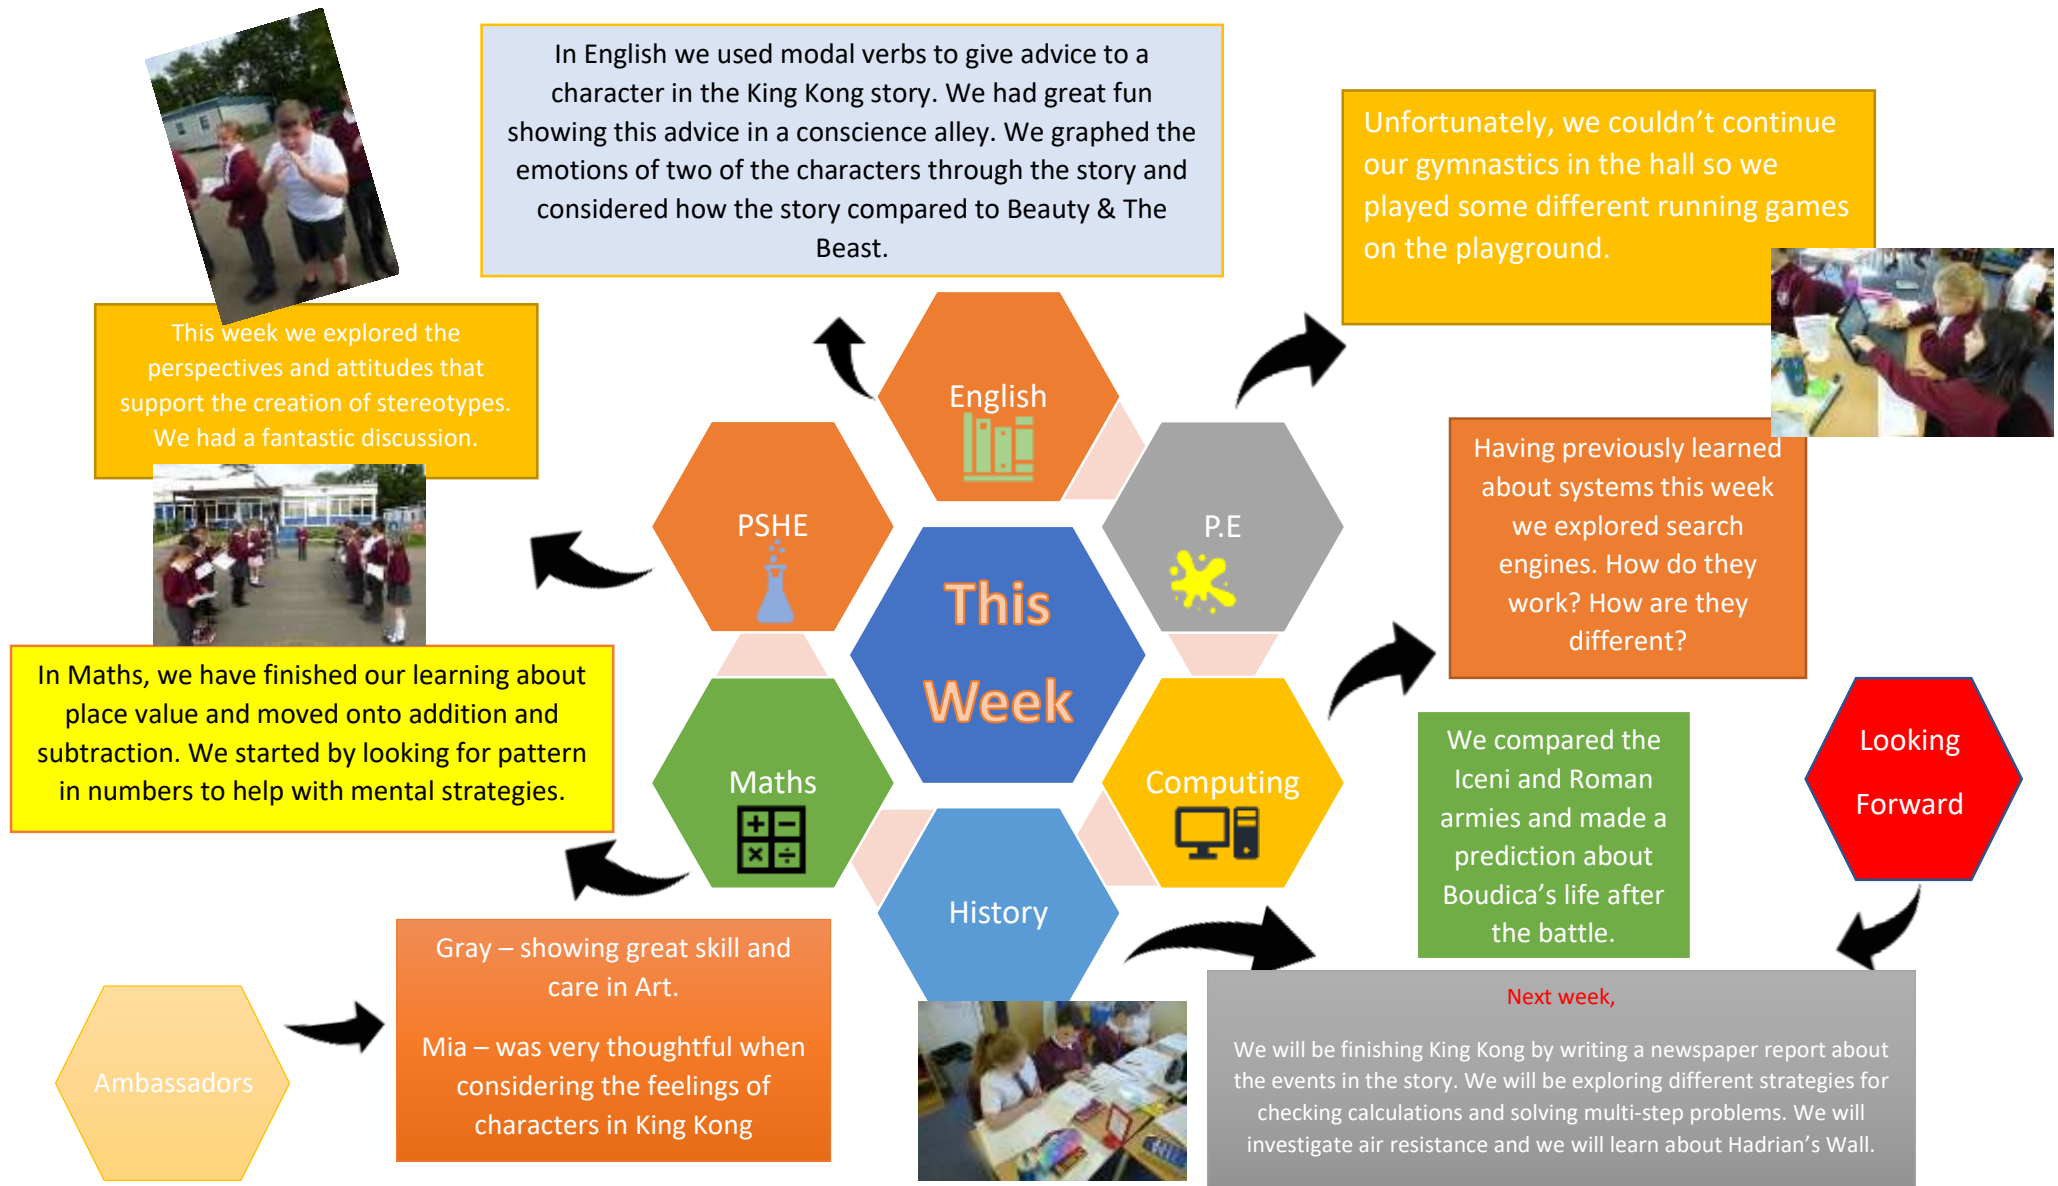 In English we used modal verbs to give advice to a
character in the King Kong story. We had great fun
showing this advice in a conscience alley. We graphed the
emotions of two of the characters through the story and
considered how the story compared to Beauty & The
Beast.
Unfortunately, we couldn’t continue
our gymnastics in the hall so we
played some different running games
on the playground.
This week we explored the
perspectives and attitudes that
support the creation of stereotypes.
We had a fantastic discussion.
English
PSHE
P.E
This
Week
Having previously learned
about systems this week
we explored search
engines. How do they
work? How are they
different?
In Maths, we have finished our learning about
place value and moved onto addition and
subtraction. We started by looking for pattern
in numbers to help with mental strategies.
Maths
Computing
History
We compared the
Iceni and Roman
armies and made a
prediction about
Boudica’s life after
the battle.
Looking
Forward
Ambassadors
Gray – showing great skill and
care in Art.
Mia – was very thoughtful when
considering the feelings of
characters in King Kong
Next week,
We will be finishing King Kong by writing a newspaper report about
the events in the story. We will be exploring different strategies for
checking calculations and solving multi-step problems. We will
investigate air resistance and we will learn about Hadrian’s Wall.